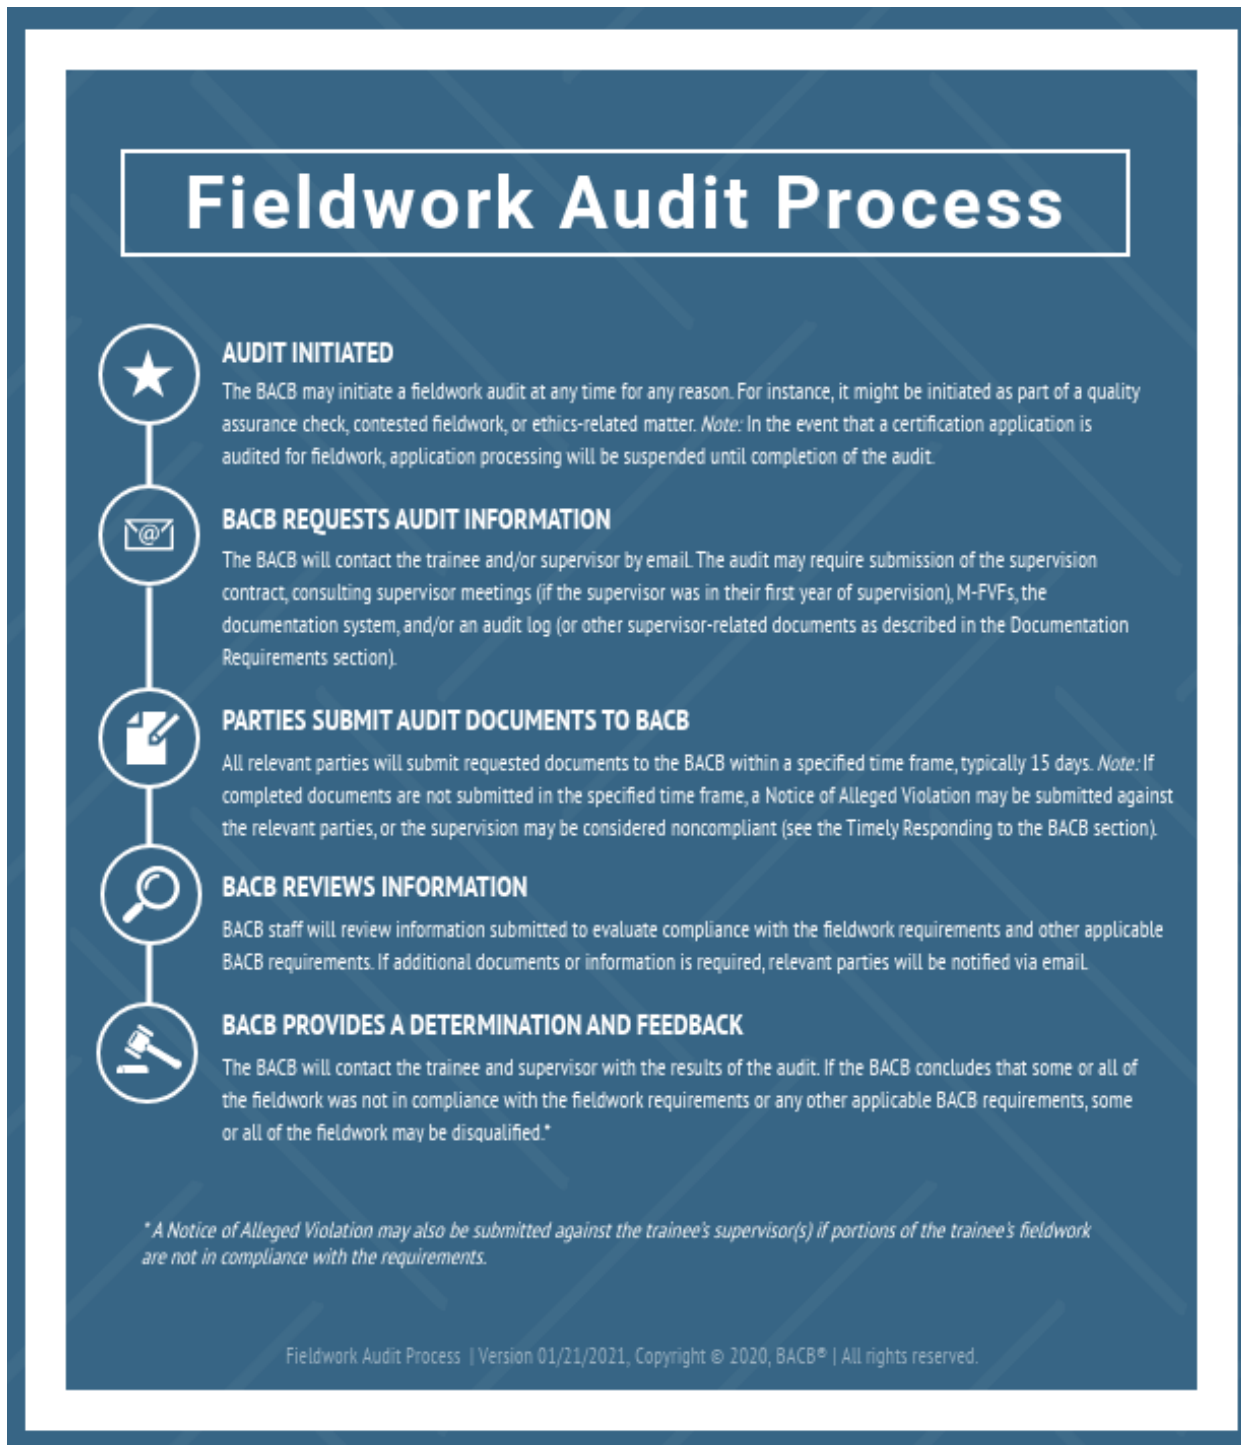 Fieldwork Audit Process
AUDIT INITIATED
The BACB may initiate a fieldwork audit at any time for any reason. For instance, it might be initiated as part of a quality
assurance check, contested fieldwork, or ethics-related matter. Note: In the event that a certification application is
audited for fieldwork, application processing will be suspended until completion of the audit.
@
BACB REQUESTS AUDIT INFORMATION
The BACB will contact the trainee and/or supervisor by email. The audit may require submission of the supervision
contract, consulting supervisor meetings (if the supervisor was in their first year of supervision), M-FVFs, the
documentation system, and/or an audit log (or other supervisor-related documents as described in the Documentation
Requirements section).
PARTIES SUBMIT AUDIT DOCUMENTS TO BACB
All relevant parties will submit requested documents to the BACB within a specified time frame, typically 15 days. Note: If
completed documents are not submitted in the specified time frame, a Notice of Alleged Violation may be submitted against
the relevant parties, or the supervision may be considered noncompliant (see the Timely Responding to the BACB section).
BACB REVIEWS INFORMATION
BACB staff will review information submitted to evaluate compliance with the fieldwork requirements and other applicable
BACB requirements. If additional documents or information is required, relevant parties will be notified via email.
BACB PROVIDES A DETERMINATION AND FEEDBACK
The BACB will contact the trainee and supervisor with the results of the audit. If the BACB concludes that some or all of
the fieldwork was not in compliance with the fieldwork requirements or any other applicable BACB requirements, some
or all of the fieldwork may be disqualified.*
* A Notice of Alleged Violation may also be submitted against the trainee's supervisor(s) if portions of the trainee's fieldwork
are not in compliance with the requirements.
Fieldwork Audit Process | Version 01/21/2021, Copyright © 2020, BACB® | All rights reserved.